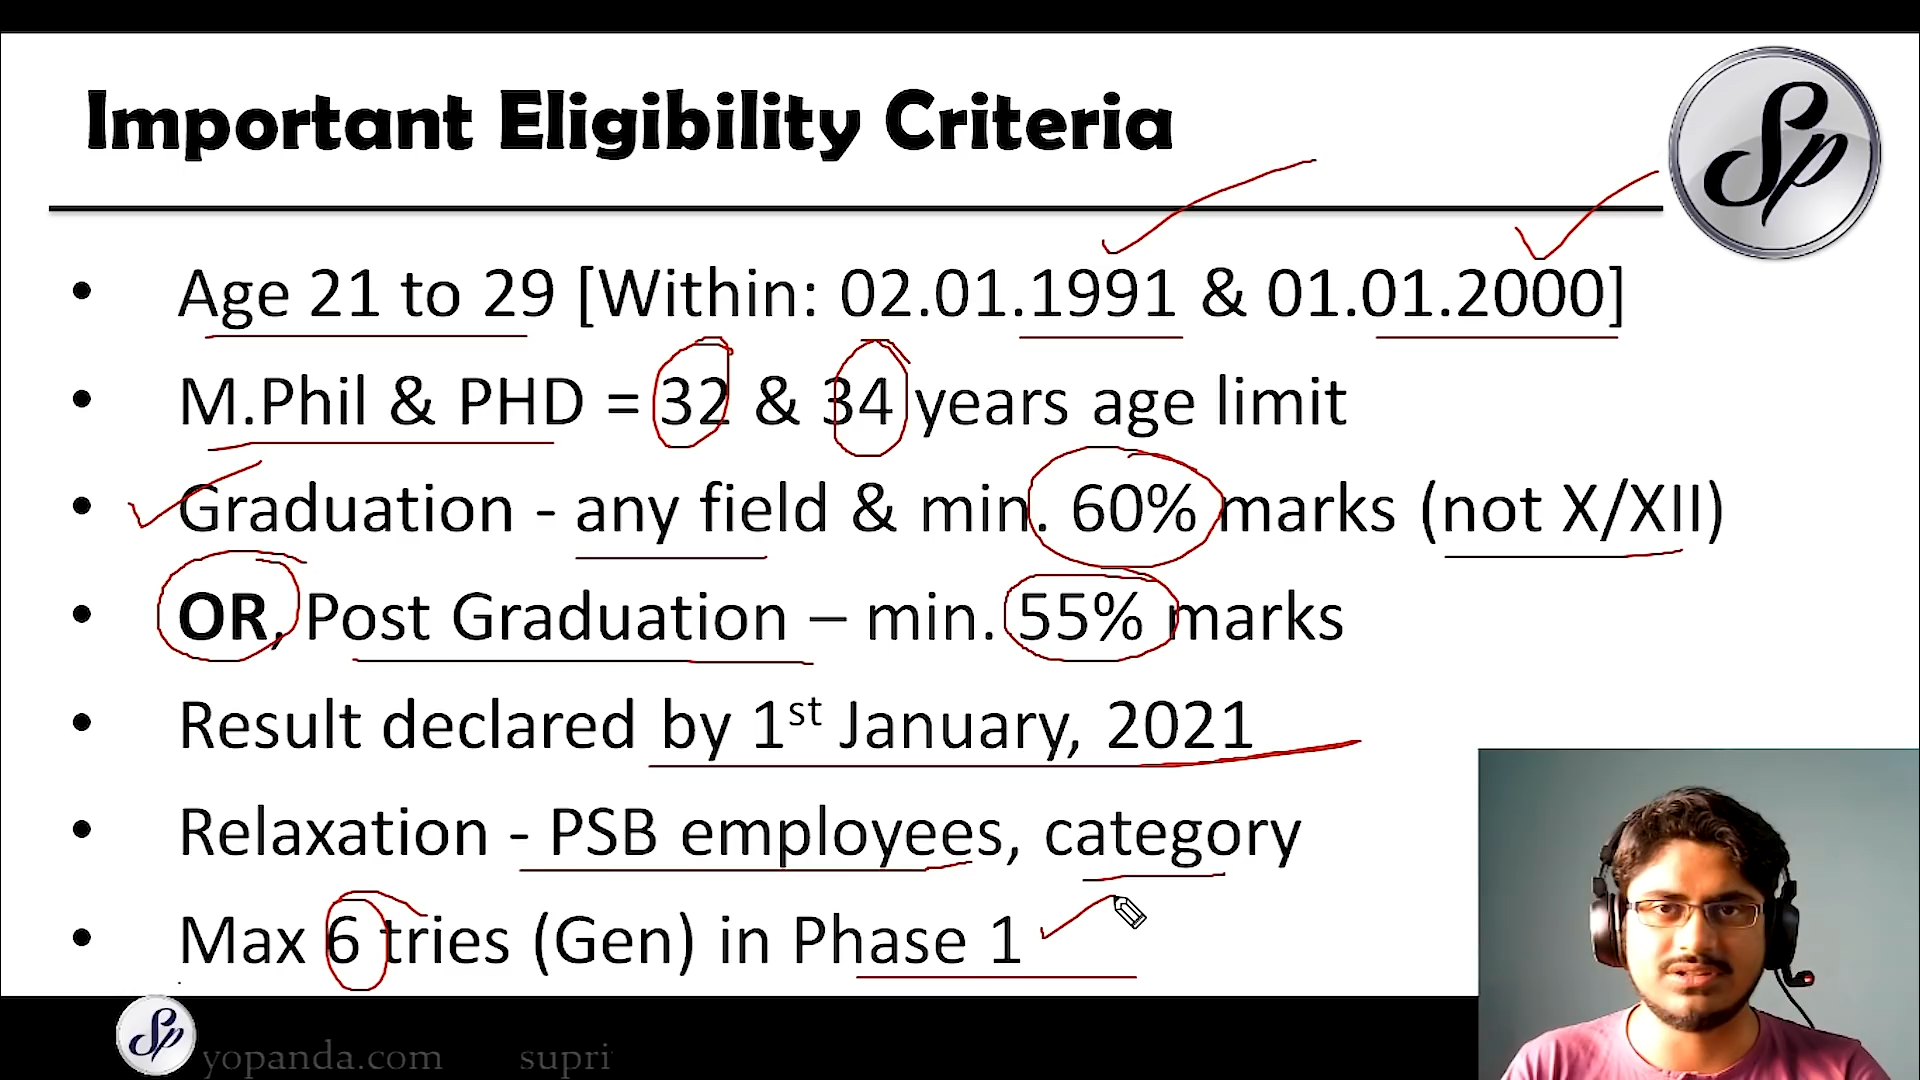 Important Eligibility Criteria
Sp
• Age 21 to 29 [Within: 02.01.1991 & 01.01.2000]
• M.Phil & PHD = 32 & 34 years age limit
• Graduation - any field & min. 60% marks (not X/XII)
• OR, Post Graduation – min. 55% marks
• Result declared by 1st January, 2021
• Relaxation - PSB employees, category
• Max 6 tries (Gen) in Phase 1
Sp yopanda.com supri